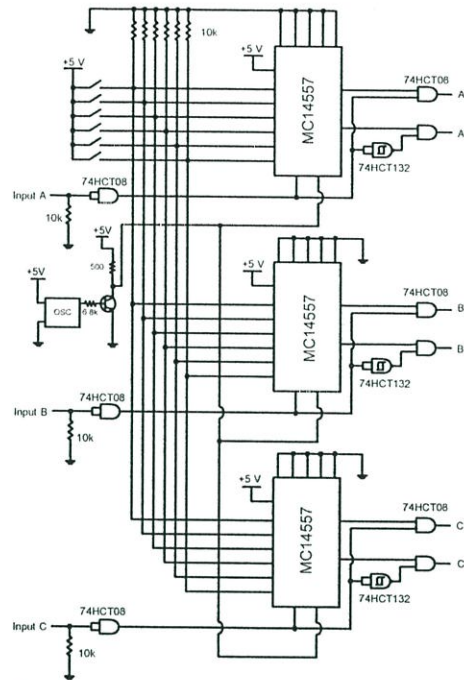 10k
+5 V
+5 V
MC14557
74HCT08
A
A
74HCT132
Input A
74HCT08
10k
+5 V
500
+5 V
+5V
OSC
6.8k
MC14557
74HCT08
B
B
74HCT132
Input B
74HCT08
10k
+5 V
MC14557
74HCT08
C
C
74HCT132
Input C
74HCT08
10k